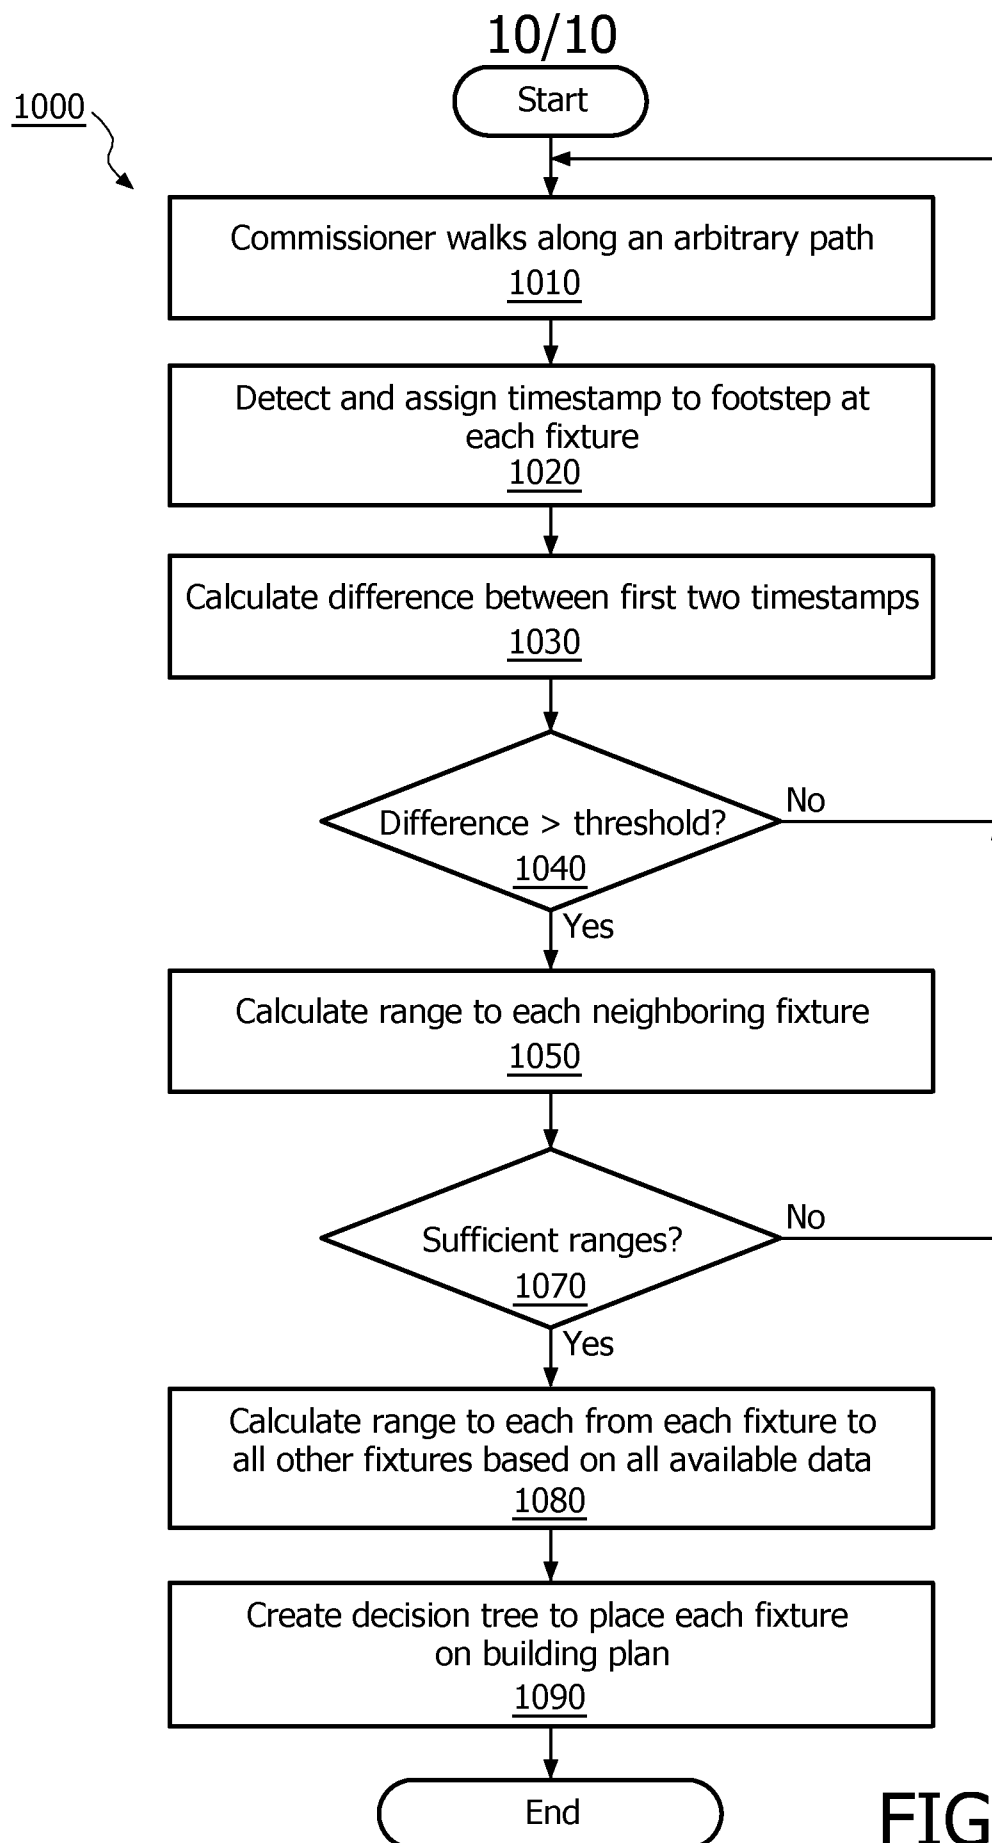 10/10
Start
1000
Commissioner walks along an arbitrary path
1010
Detect and assign timestamp to footstep at
each fixture
1020
Calculate difference between first two timestamps
1030
Difference > threshold?
1040
No
Yes
Calculate range to each neighboring fixture
1050
Sufficient ranges?
1070
No
Yes
Calculate range to each from each fixture to
all other fixtures based on all available data
1080
Create decision tree to place each fixture
on building plan
1090
End
FIG